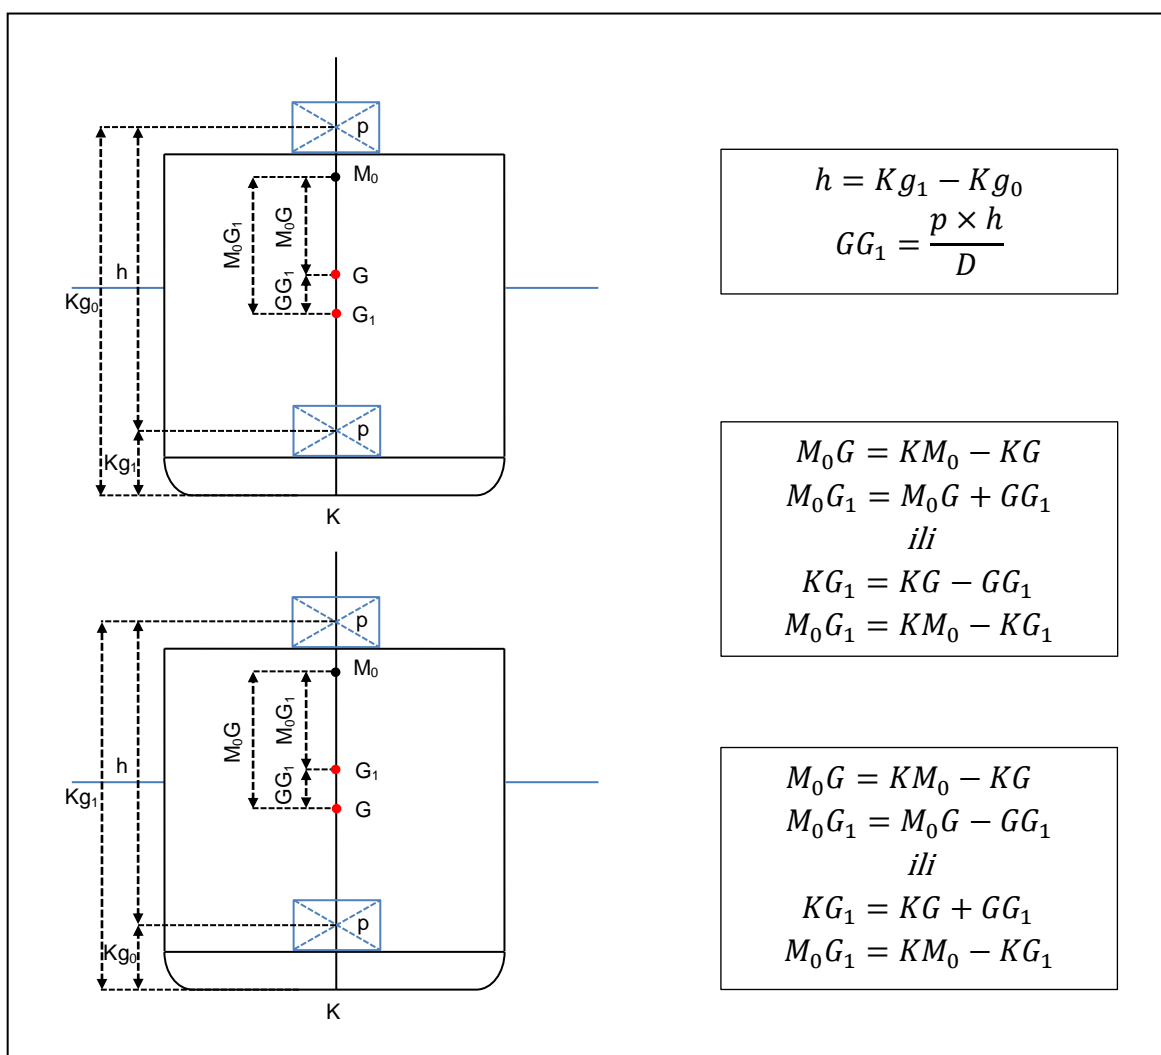 p
M₀
M₀G₁
M₀G
h
G
GG₁
Kg₀
G₁
p
Kg₁
K
h = Kg₁ − Kg₀
GG₁ = (p × h) / D
M₀G = KM₀ − KG
M₀G₁ = M₀G + GG₁
ili
KG₁ = KG − GG₁
M₀G₁ = KM₀ − KG₁
p
M₀
M₀G
M₀G₁
h
G₁
GG₁
Kg₁
G
p
Kg₀
K
M₀G = KM₀ − KG
M₀G₁ = M₀G − GG₁
ili
KG₁ = KG + GG₁
M₀G₁ = KM₀ − KG₁